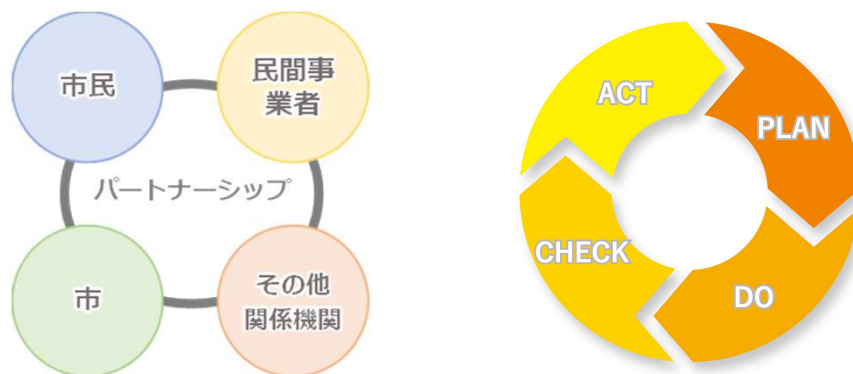 市民
民間事
業者
パートナーシップ
市
その他
関係機関
ACT
PLAN
CHECK
DO